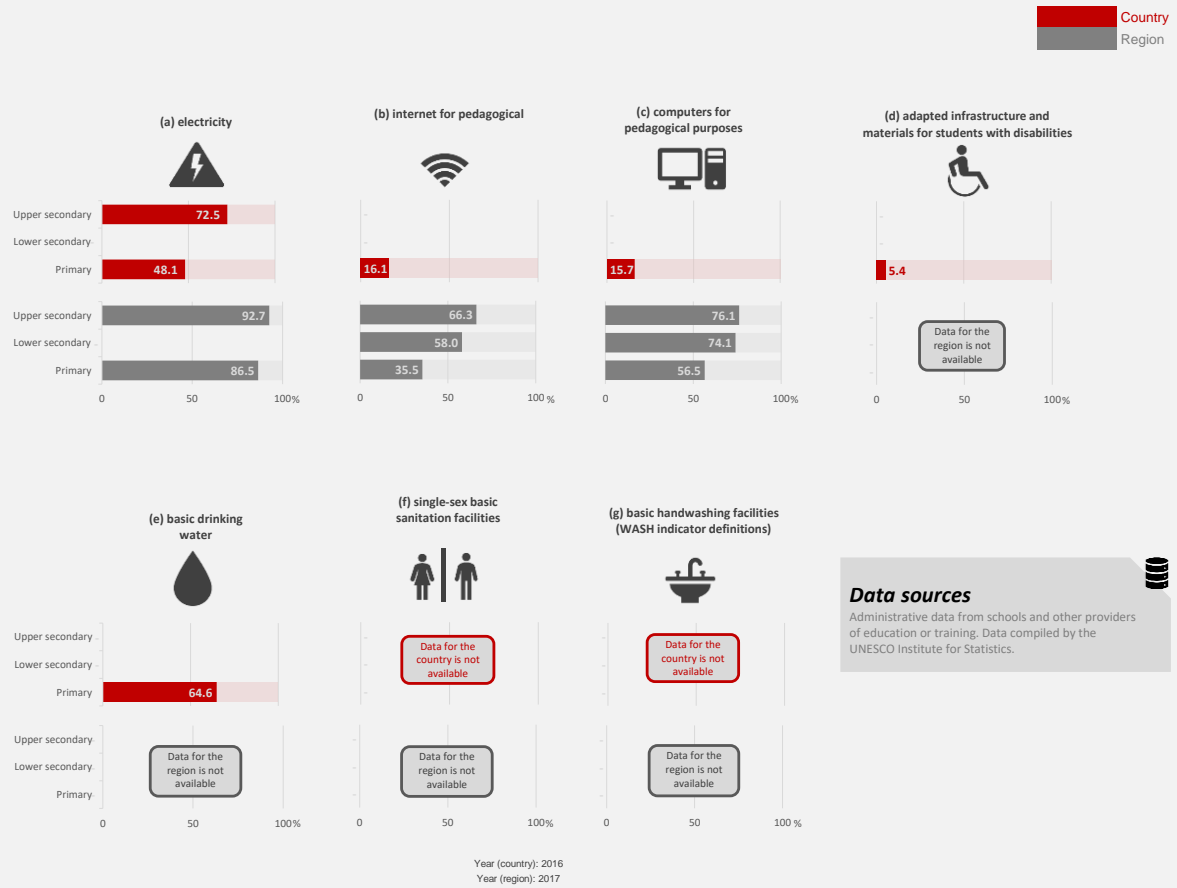 Country
Region
(a) electricity
(b) internet for pedagogical
(c) computers for
pedagogical purposes
(d) adapted infrastructure and
materials for students with disabilities
Upper secondary
72.5
Lower secondary
Primary
48.1
16.1
15.7
5.4
Upper secondary
92.7
66.3
76.1
Lower secondary
58.0
74.1
Primary
86.5
35.5
56.5
Data for the
region is not
available
0 50 100%
0 50 100 %
0 50 100%
0 50 100%
(e) basic drinking
water
(f) single-sex basic
sanitation facilities
(g) basic handwashing facilities
(WASH indicator definitions)
Data sources
Administrative data from schools and other providers
of education or training. Data compiled by the
UNESCO Institute for Statistics.
Upper secondary
Lower secondary
Primary
64.6
Data for the
country is not
available
Data for the
country is not
available
Upper secondary
Lower secondary
Primary
Data for the
region is not
available
Data for the
region is not
available
Data for the
region is not
available
0 50 100%
0 50 100 %
0 50 100 %
Year (country): 2016
Year (region): 2017